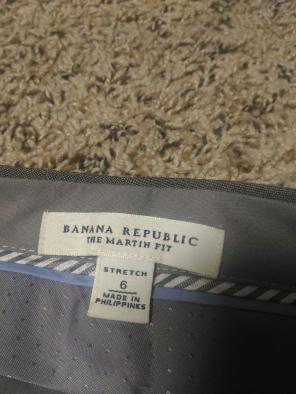 BANANA REPUBLIC
THE MARTIN FIT
STRETCH
6
MADE IN
PHILIPPINES